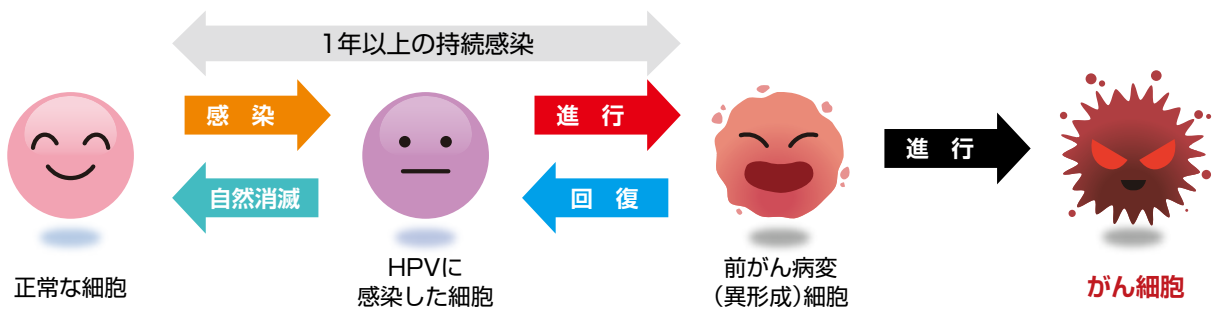 1年以上の持続感染
感 染
進 行
進 行
自然消滅
回 復
正常な細胞
HPVに
感染した細胞
前がん病変
(異形成)細胞
がん細胞